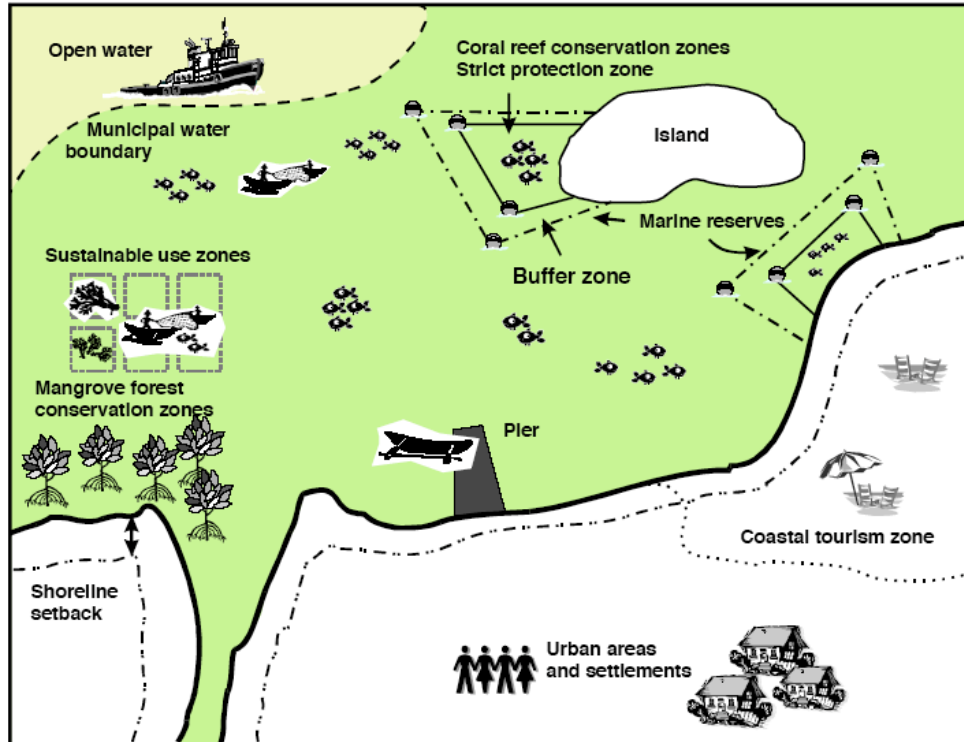 Open water
Coral reef conservation zones
Strict protection zone
Municipal water
boundary
Island
Marine reserves
Sustainable use zones
Buffer zone
Mangrove forest
conservation zones
Pier
Coastal tourism zone
Shoreline
setback
Urban areas
and settlements